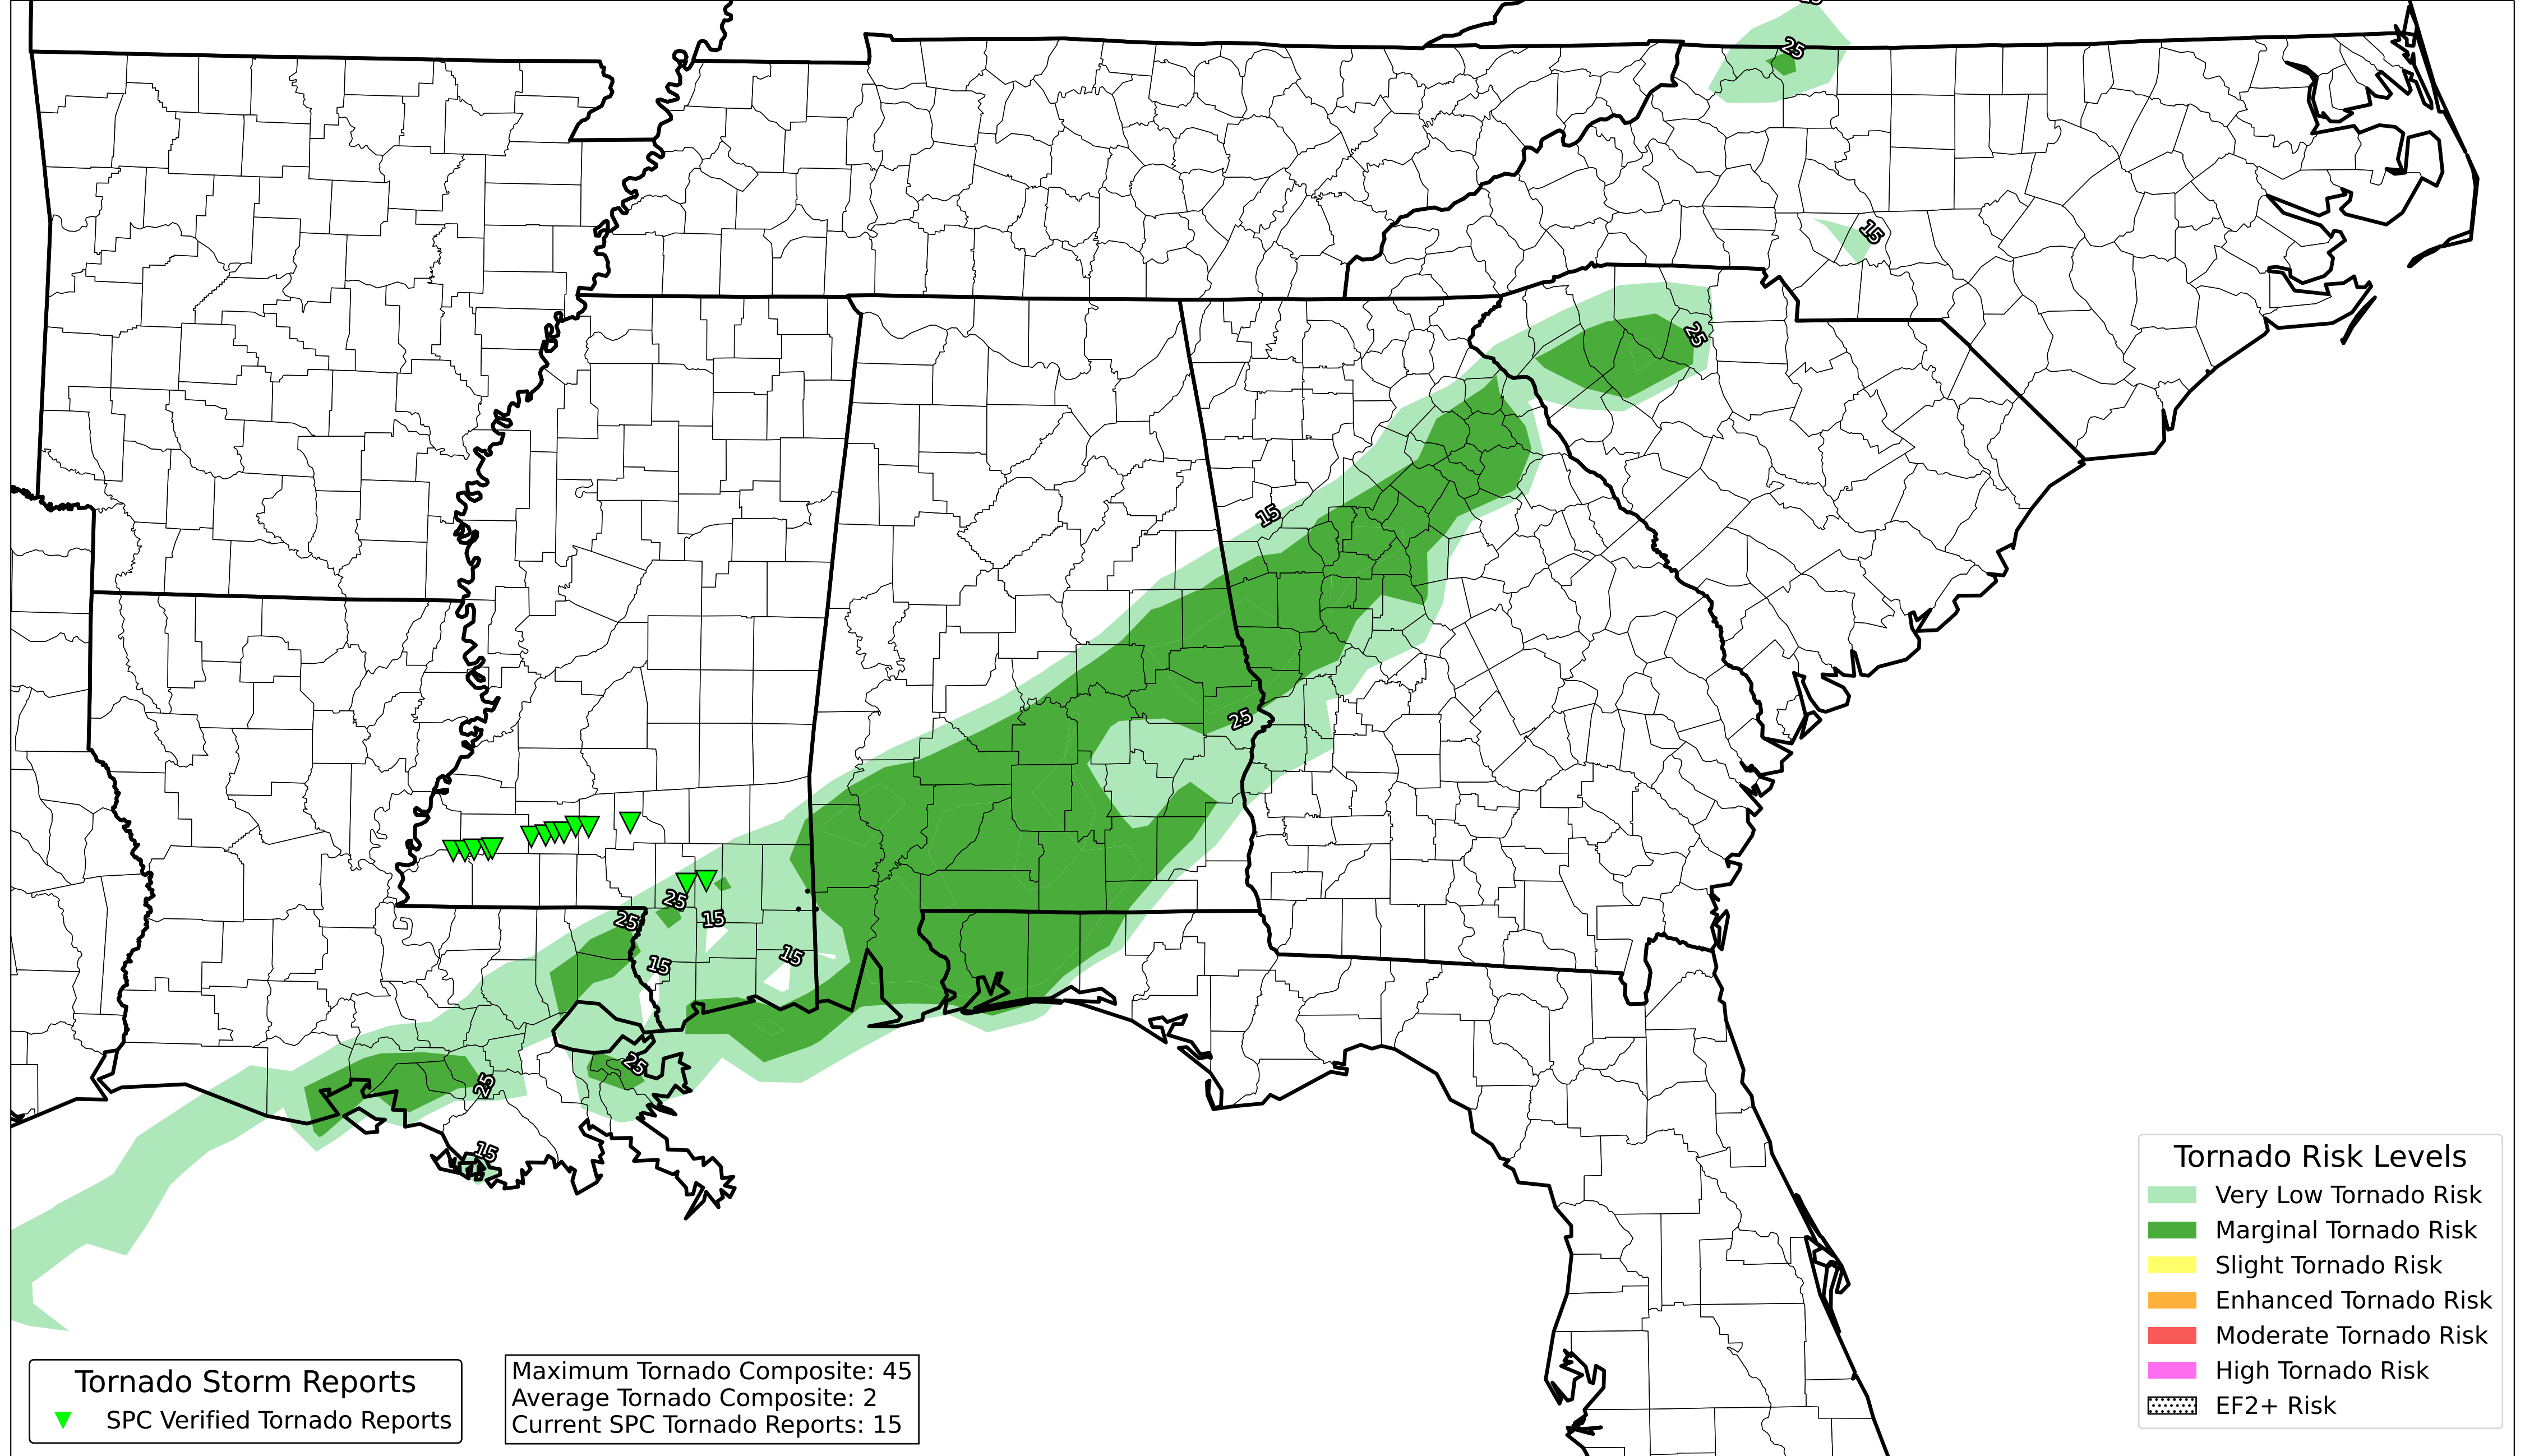 25
15
25
15
25
25
25
15
15
15
25
25
15
Tornado Risk Levels
Very Low Tornado Risk
Marginal Tornado Risk
Slight Tornado Risk
Enhanced Tornado Risk
Moderate Tornado Risk
High Tornado Risk
EF2+ Risk
Tornado Storm Reports
SPC Verified Tornado Reports
Maximum Tornado Composite: 45
Average Tornado Composite: 2
Current SPC Tornado Reports: 15